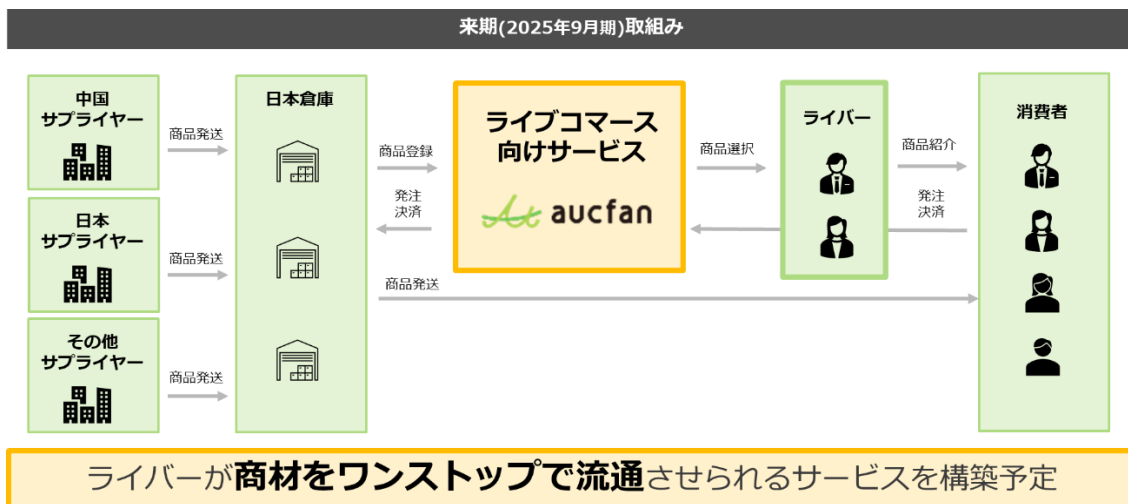 来期(2025年9月期)取組み
中国
サプライヤー
商品発送
日本
サプライヤー
商品発送
その他
サプライヤー
商品発送
日本倉庫
商品登録
発注
決済
ライブコマース
向けサービス
aucfan
商品選択
ライバー
商品紹介
発注
決済
消費者
商品発送
ライバーが商材をワンストップで流通させられるサービスを構築予定